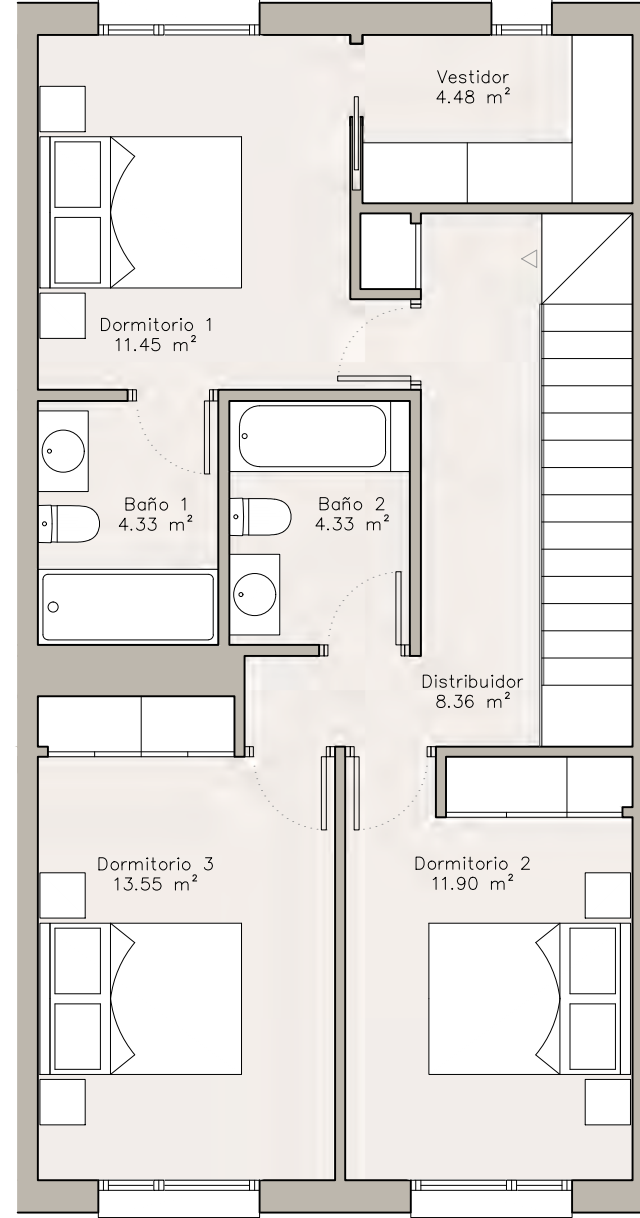 Vestidor
4.48 m²
Dormitorio 1
11.45 m²
Baño 1
4.33 m²
Baño 2
4.33 m²
Distribuidor
8.36 m²
Dormitorio 3
13.55 m²
Dormitorio 2
11.90 m²